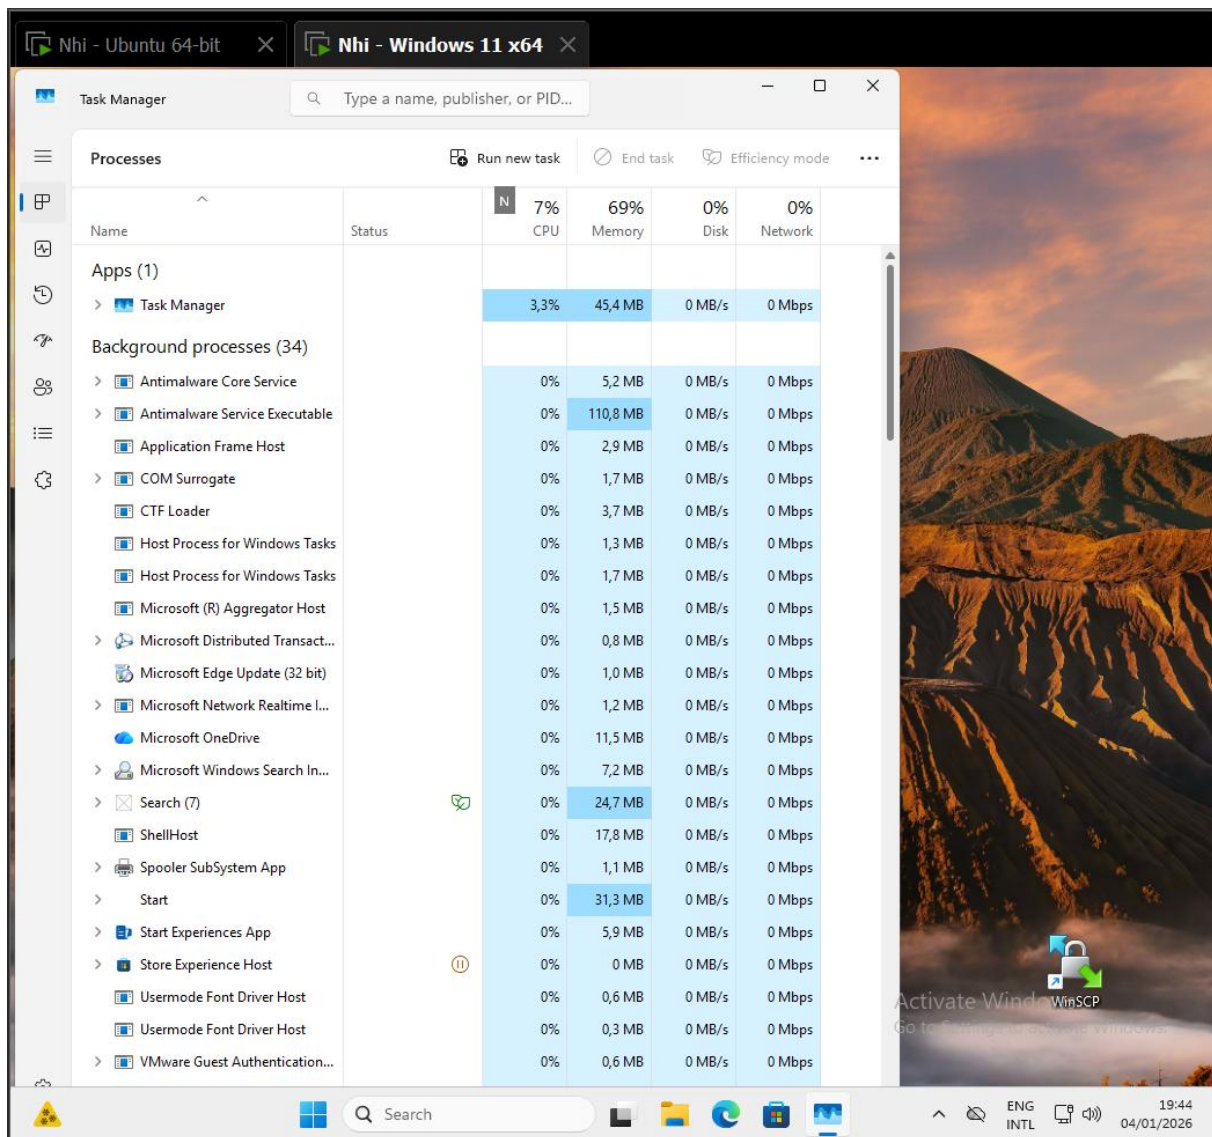 Nhi - Ubuntu 64-bit
Nhi - Windows 11 x64
Task Manager
Type a name, publisher, or PID...
Processes
Run new task
End task
Efficiency mode
N
7%
69%
0%
0%
Name
Status
CPU
Memory
Disk
Network
Apps (1)
Task Manager 3,3% 45,4 MB 0 MB/s 0 Mbps
Background processes (34)
Antimalware Core Service 0% 5,2 MB 0 MB/s 0 Mbps
Antimalware Service Executable 0% 110,8 MB 0 MB/s 0 Mbps
Application Frame Host 0% 2,9 MB 0 MB/s 0 Mbps
COM Surrogate 0% 1,7 MB 0 MB/s 0 Mbps
CTF Loader 0% 3,7 MB 0 MB/s 0 Mbps
Host Process for Windows Tasks 0% 1,3 MB 0 MB/s 0 Mbps
Host Process for Windows Tasks 0% 1,7 MB 0 MB/s 0 Mbps
Microsoft (R) Aggregator Host 0% 1,5 MB 0 MB/s 0 Mbps
Microsoft Distributed Transact... 0% 0,8 MB 0 MB/s 0 Mbps
Microsoft Edge Update (32 bit) 0% 1,0 MB 0 MB/s 0 Mbps
Microsoft Network Realtime I... 0% 1,2 MB 0 MB/s 0 Mbps
Microsoft OneDrive 0% 11,5 MB 0 MB/s 0 Mbps
Microsoft Windows Search In... 0% 7,2 MB 0 MB/s 0 Mbps
Search (7) 0% 24,7 MB 0 MB/s 0 Mbps
ShellHost 0% 17,8 MB 0 MB/s 0 Mbps
Spooler SubSystem App 0% 1,1 MB 0 MB/s 0 Mbps
Start 0% 31,3 MB 0 MB/s 0 Mbps
Start Experiences App 0% 5,9 MB 0 MB/s 0 Mbps
Store Experience Host 0% 0 MB 0 MB/s 0 Mbps
Usermode Font Driver Host 0% 0,6 MB 0 MB/s 0 Mbps
Usermode Font Driver Host 0% 0,3 MB 0 MB/s 0 Mbps
VMware Guest Authentication... 0% 0,6 MB 0 MB/s 0 Mbps
Activate
WinSCP
Go to
Search
ENG
INTL
19:44
04/01/2026